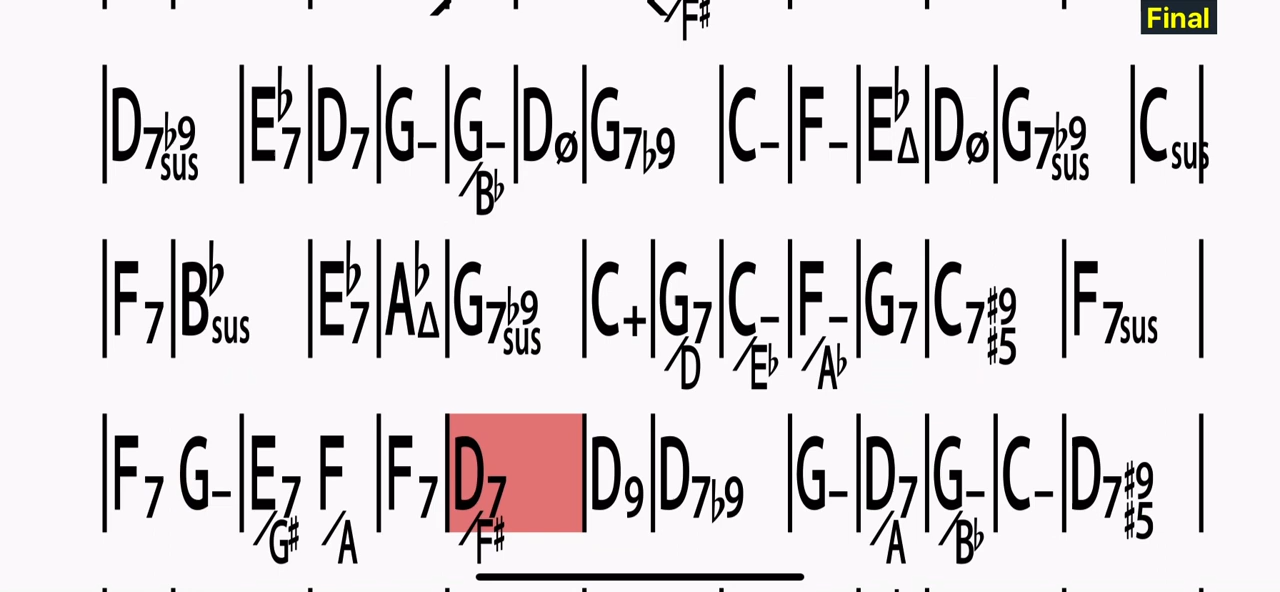 /F♯
Final
|D7♭9sus |E♭7|D7|G–|G–/B♭|Dø|G7♭9 |C–|F–|E♭Δ|Dø|G7♭9sus |Csus|
|F7|B♭sus |E♭7|A♭Δ|G7♭9sus |C+|G7/D|C–/E♭|F–/A♭|G7|C7♯9♯5 |F7sus |
|F7 G–|E7/G♯ F/A|F7|D7/F♯ |D9|D7♭9 |G–|D7/A|G–/B♭|C–|D7♯9♯5 |